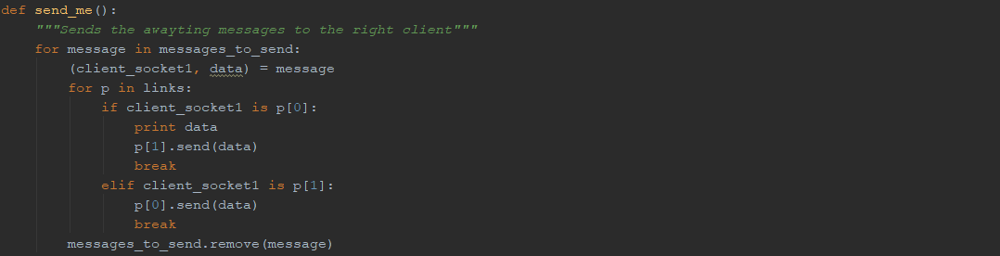 def send_me():
    """Sends the awayting messages to the right client"""
    for message in messages_to_send:
        (client_socket1, data) = message
        for p in links:
            if client_socket1 is p[0]:
                print data
                p[1].send(data)
                break
            elif client_socket1 is p[1]:
                p[0].send(data)
                break
        messages_to_send.remove(message)